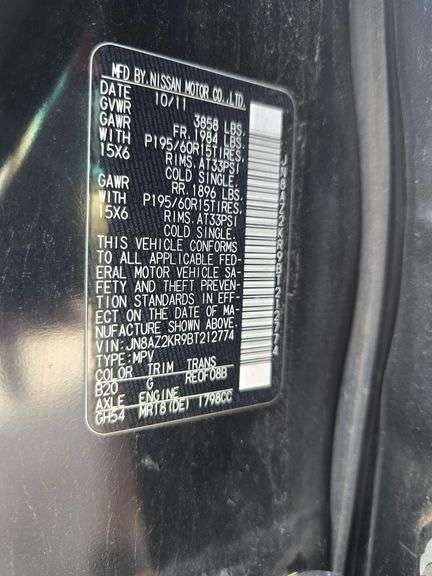 MFD BY.NISSAN MOTOR CO.,LTD.
DATE 10/11
GVWR 3858 LBS.
GAWR FR. 1984 LBS.
WITH P195/60R15TIRES,
15X6 RIMS. AT33PSI
COLD SINGLE.
GAWR RR. 1896 LBS.
WITH P195/60R15TIRES,
15X6 RIMS. AT33PSI
COLD SINGLE.
THIS VEHICLE CONFORMS
TO ALL APPLICABLE FED-
ERAL MOTOR VEHICLE SA-
FETY AND THEFT PREVEN-
TION STANDARDS IN EFF-
ECT ON THE DATE OF MA-
NUFACTURE SHOWN ABOVE.
VIN: JN8AZ2KR9BT212774
TYPE:MPV
COLOR TRIM TRANS
B20 G RE0F08B
AXLE ENGINE
GH54 MR18(DE) 1798CC
JN8AZ2KR9BT212774